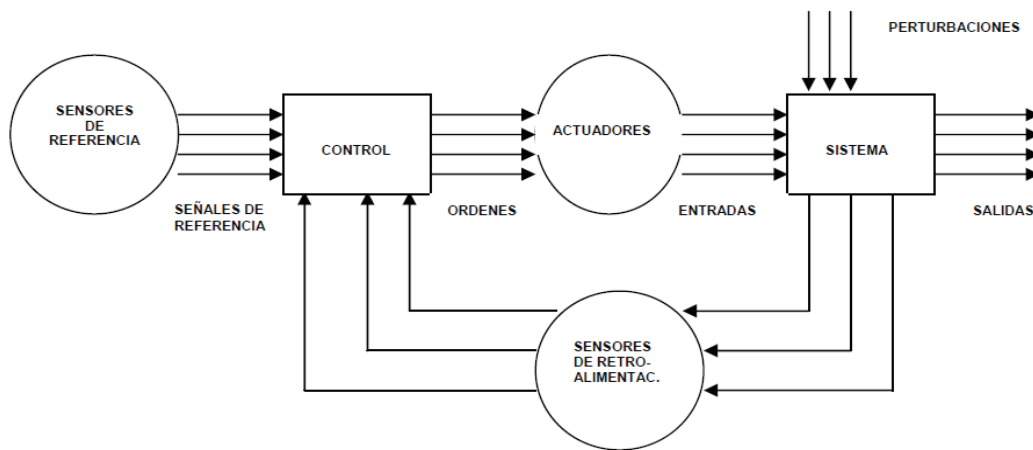 PERTURBACIONES
SENSORES
DE
REFERENCIA
CONTROL
ACTUADORES
SISTEMA
SEÑALES DE
REFERENCIA
ORDENES
ENTRADAS
SALIDAS
SENSORES
DE RETRO-
ALIMENTAC.